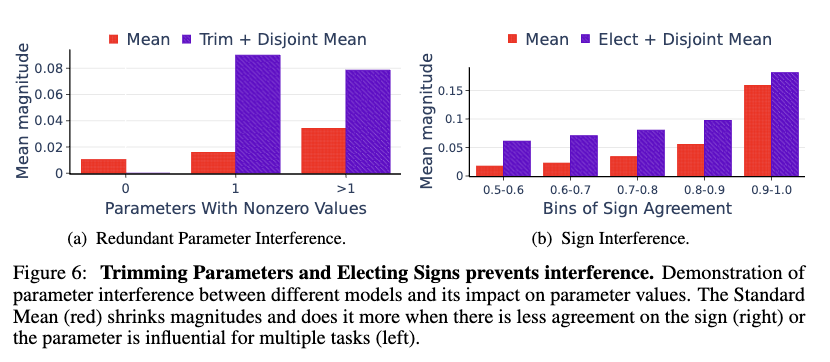 Mean Trim + Disjoint Mean
Mean magnitude
0.08
0.06
0.04
0.02
0
0 1 >1
Parameters With Nonzero Values
(a) Redundant Parameter Interference.
Mean Elect + Disjoint Mean
Mean magnitude
0.15
0.1
0.05
0
0.5-0.6 0.6-0.7 0.7-0.8 0.8-0.9 0.9-1.0
Bins of Sign Agreement
(b) Sign Interference.
Figure 6: Trimming Parameters and Electing Signs prevents interference. Demonstration of
parameter interference between different models and its impact on parameter values. The Standard
Mean (red) shrinks magnitudes and does it more when there is less agreement on the sign (right) or
the parameter is influential for multiple tasks (left).